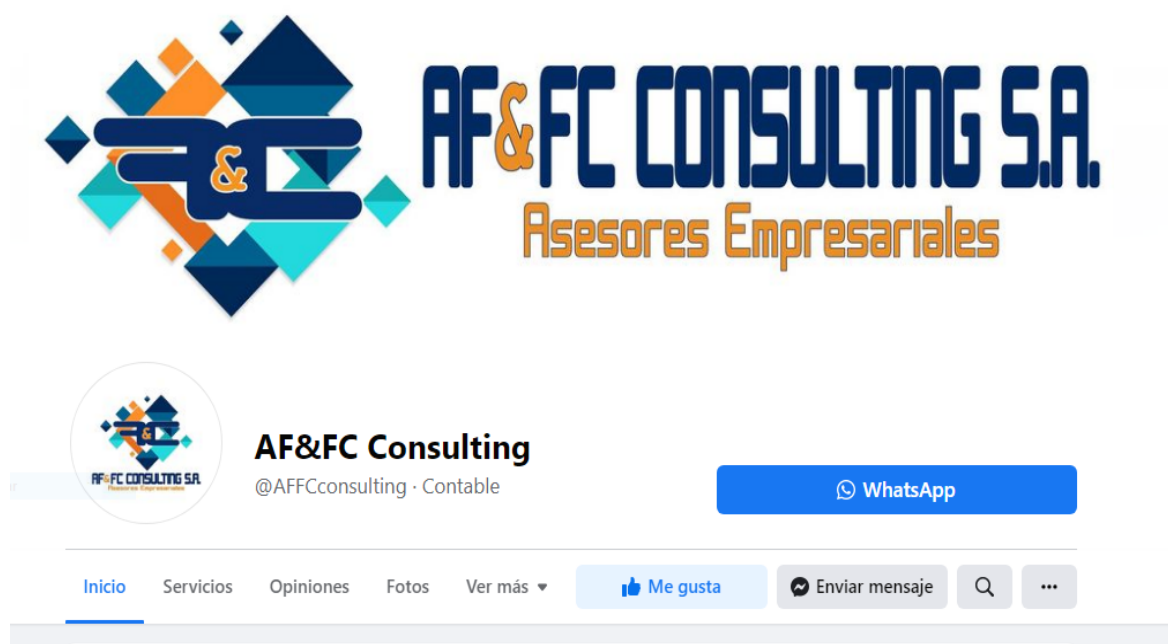 &
AF&FC CONSULTING S.A.
Asesores Empresariales
&
AF&FC CONSULTING S.A.
Asesores Empresariales
AF&FC Consulting
@AFFCconsulting · Contable
WhatsApp
Inicio Servicios Opiniones Fotos Ver más Me gusta Enviar mensaje